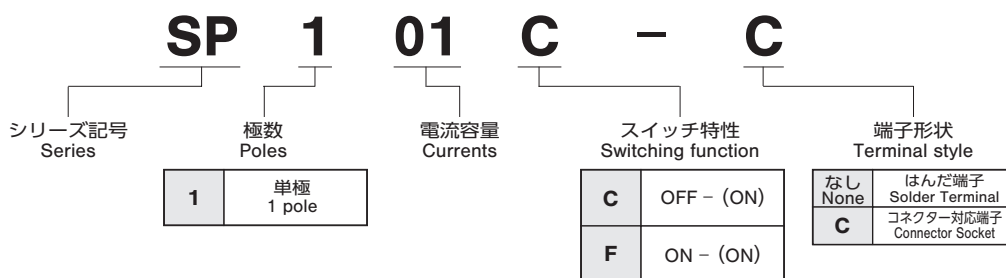 SP 1 01 C - C
シリーズ記号
Series
極数
Poles
電流容量
Currents
スイッチ特性
Switching function
端子形状
Terminal style
1
単極
1 pole
C
OFF - (ON)
F
ON - (ON)
なし
None
はんだ端子
Solder Terminal
C
コネクター対応端子
Connector Socket